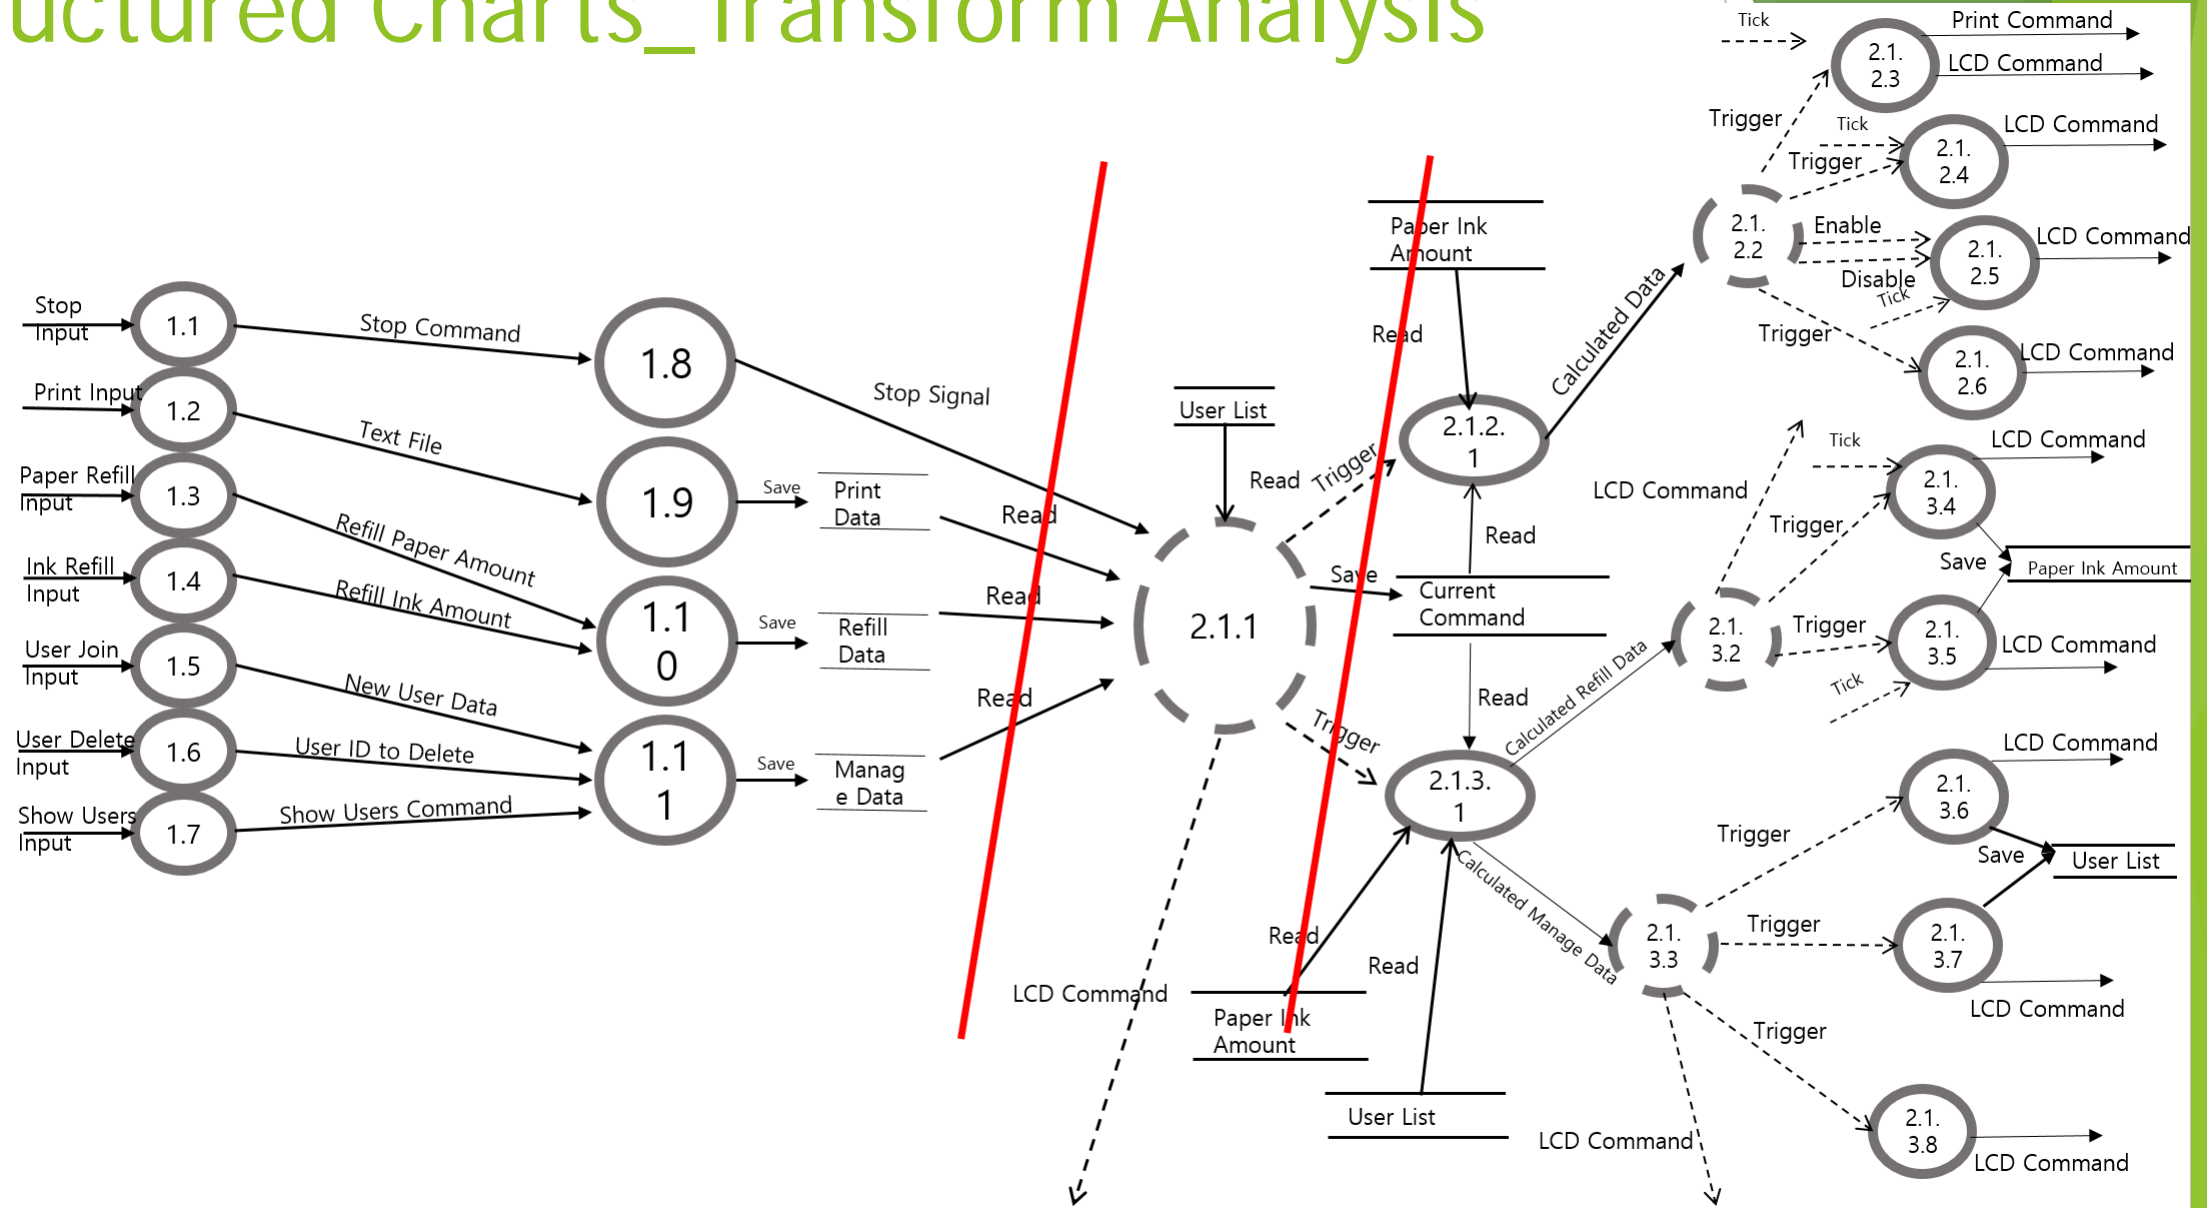 uctured Charts_Transform Analysis
Stop
Input
Print Input
Paper Refill
Input
Ink Refill
Input
User Join
Input
User Delete
Input
Show Users
Input
1.1
1.2
1.3
1.4
1.5
1.6
1.7
Stop Command
Text File
Refill Paper Amount
Refill Ink Amount
New User Data
User ID to Delete
Show Users Command
1.8
1.9
1.1
0
1.1
1
Save
Save
Save
Print
Data
Refill
Data
Manag
e Data
Stop Signal
Read
Read
Read
User List
Read
2.1.1
LCD Command
Trigger
Save
Trigger
Paper Ink
Amount
Read
2.1.2.
1
Read
Current
Command
Read
2.1.3.
1
Read
Paper Ink
Amount
Read
User List
Calculated Data
Calculated Refill Data
Calculated Manage Data
2.1.
2.2
Trigger
Trigger
Enable
Disable
Trigger
Tick
2.1.
2.3
Print Command
LCD Command
Tick
2.1.
2.4
LCD Command
Tick
2.1.
2.5
LCD Command
2.1.
2.6
LCD Command
2.1.
3.2
LCD Command
Trigger
Trigger
Tick
2.1.
3.4
LCD Command
Save
Paper Ink Amount
2.1.
3.5
LCD Command
Tick
2.1.
3.3
Trigger
Trigger
Trigger
LCD Command
2.1.
3.6
LCD Command
Save
User List
2.1.
3.7
LCD Command
2.1.
3.8
LCD Command